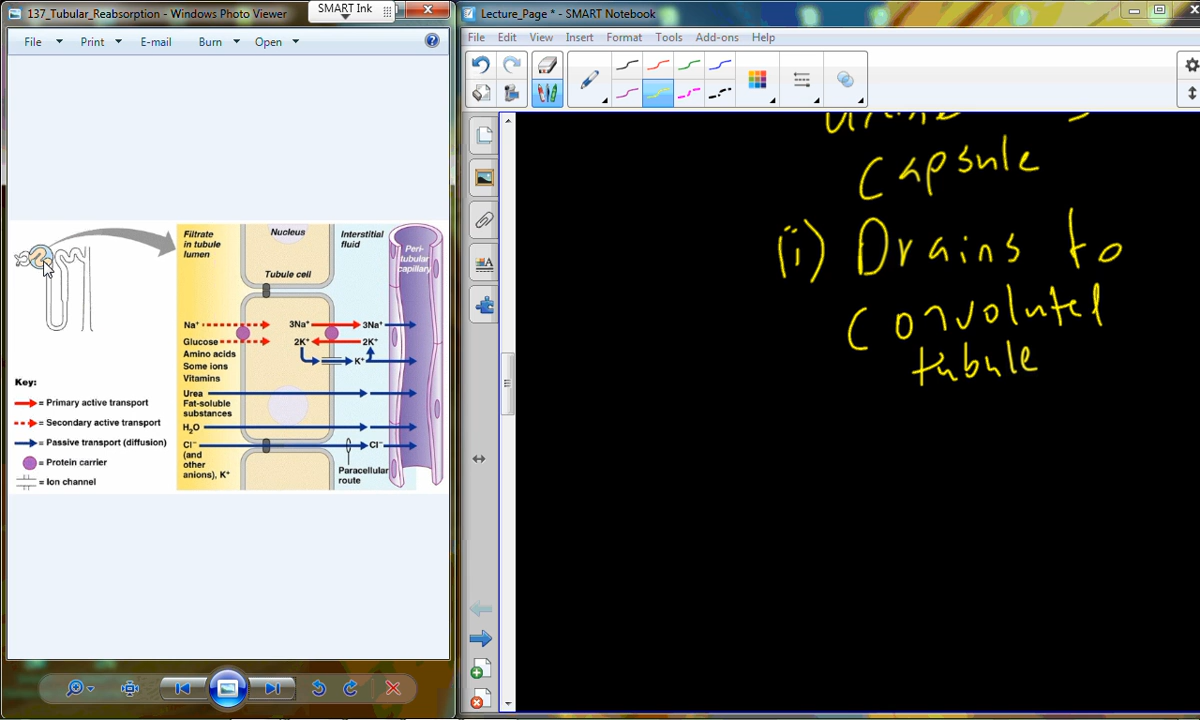 137_Tubular_Reabsorption - Windows Photo Viewer
SMART Ink
File Print E-mail Burn Open
Filtrate
in tubule
lumen
Nucleus
Interstitial
fluid
Peri-
tubular
capillary
Tubule cell
Na⁺
3Na⁺
3Na⁺
Glucose
2K⁺
2K⁺
Amino acids
Some ions
K⁺
Vitamins
Urea
Fat-soluble
substances
H₂O
Cl⁻
Cl⁻
(and
other
anions), K⁺
Paracellular
route
Key:
= Primary active transport
= Secondary active transport
= Passive transport (diffusion)
= Protein carrier
= Ion channel
Lecture_Page * - SMART Notebook
File Edit View Insert Format Tools Add-ons Help
Capsule
(ii) Drains to
convoluted
tubule